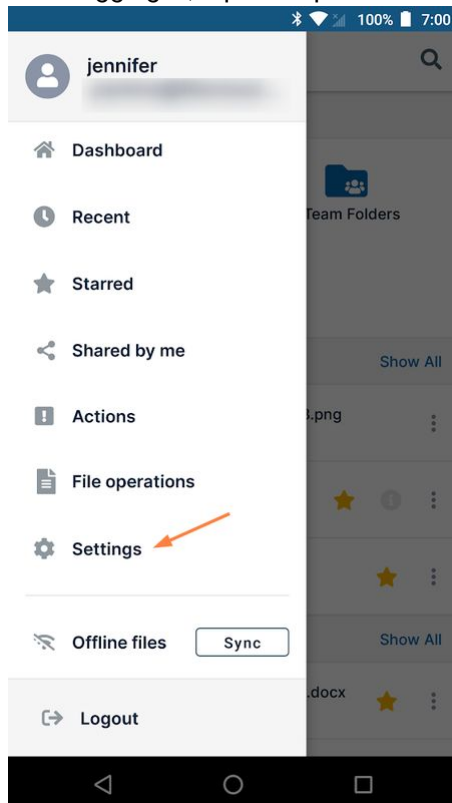 100% 7:00
jennifer
Dashboard
Recent
Team Folders
Starred
Shared by me
Show All
Actions
.png
File operations
Settings
Offline files
Sync
Show All
.docx
Logout